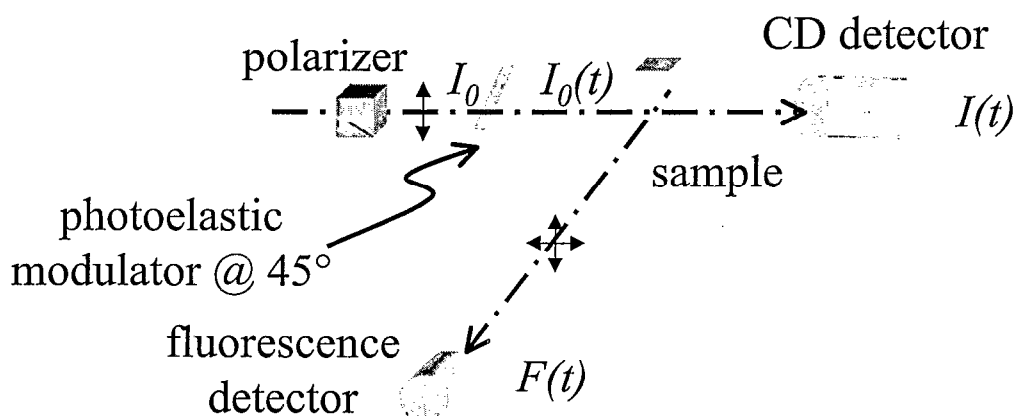 CD detector
polarizer
I₀
I₀(t)
I(t)
sample
photoelastic
modulator @ 45°
fluorescence
detector
F(t)